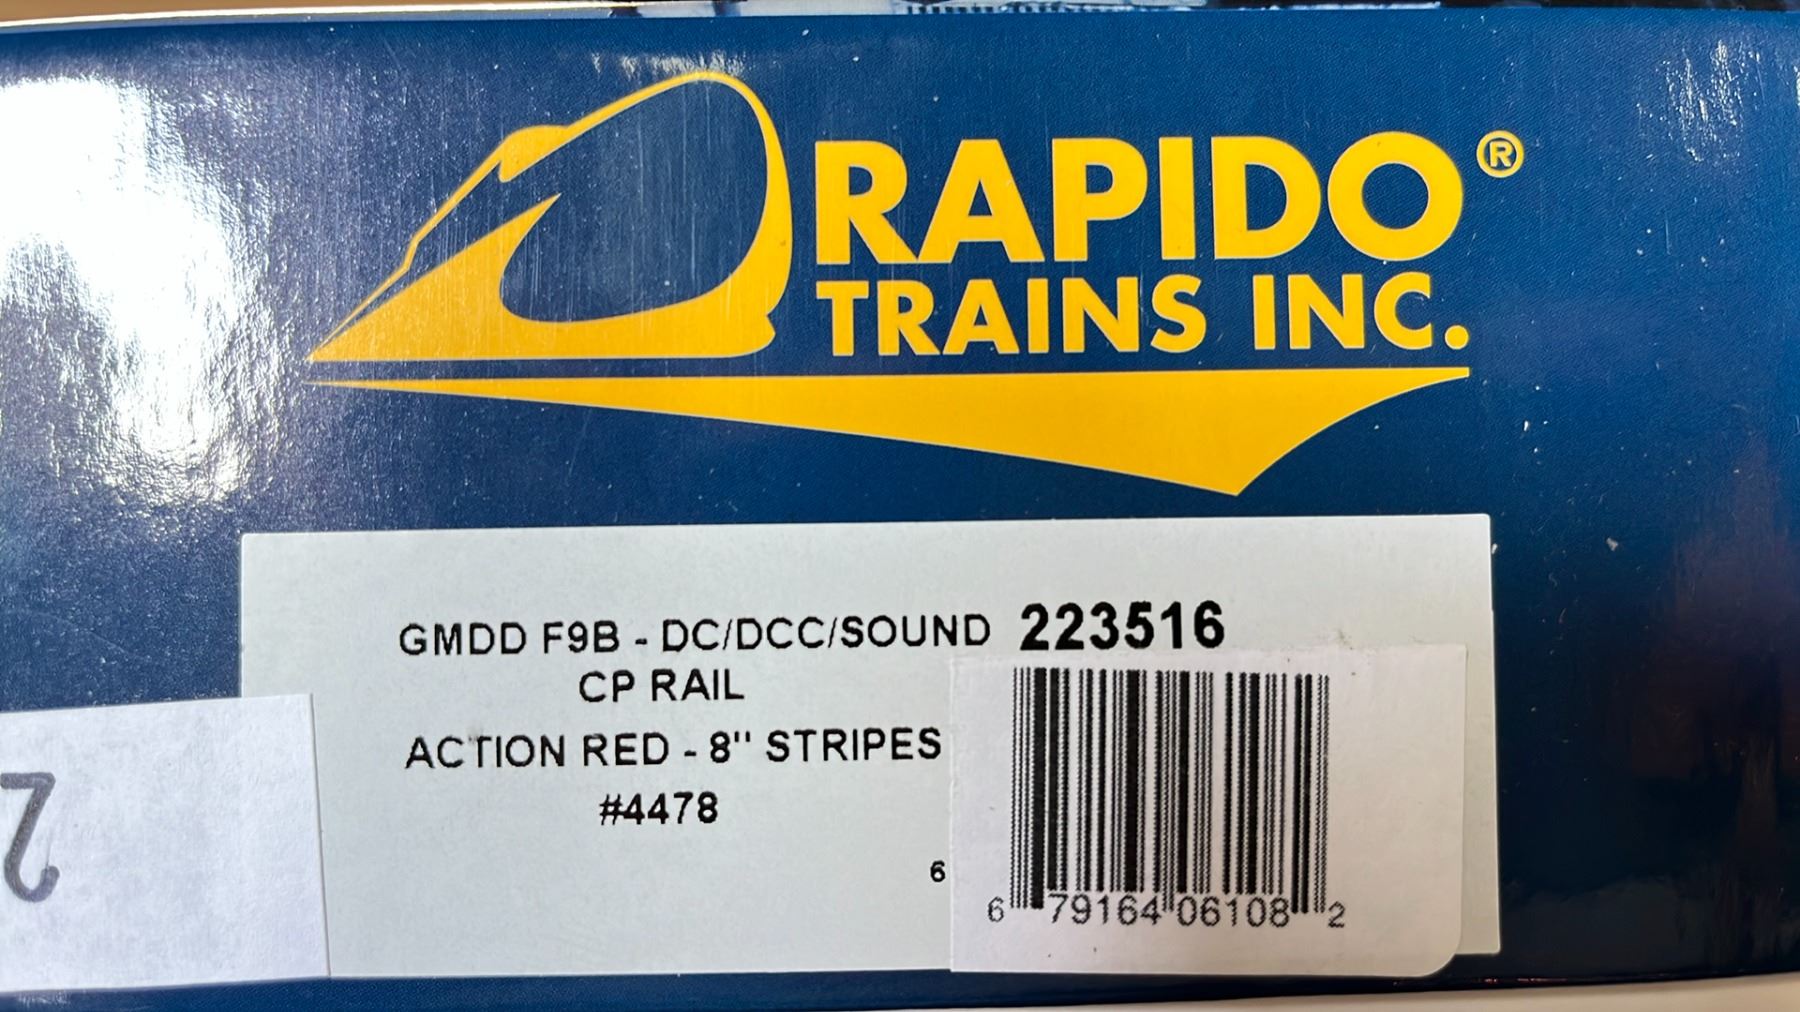 RAPIDO®
TRAINS INC.
GMDD F9B - DC/DCC/SOUND 223516
CP RAIL
ACTION RED - 8" STRIPES
#4478
6
6 79164 06108 2
2